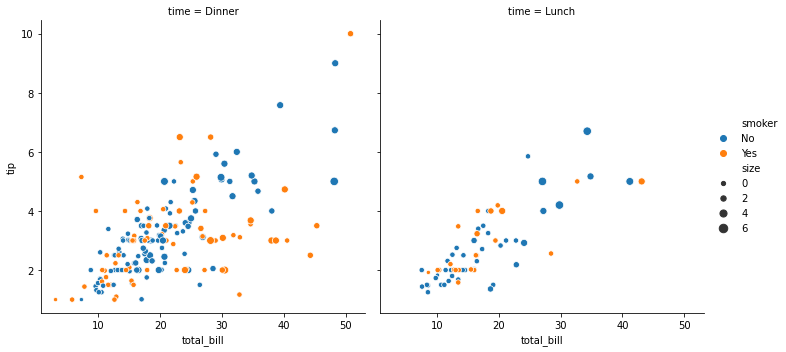 time = Dinner
time = Lunch
10
8
6
4
2
tip
10 20 30 40 50
total_bill
10 20 30 40 50
total_bill
smoker
No
Yes
size
0
2
4
6